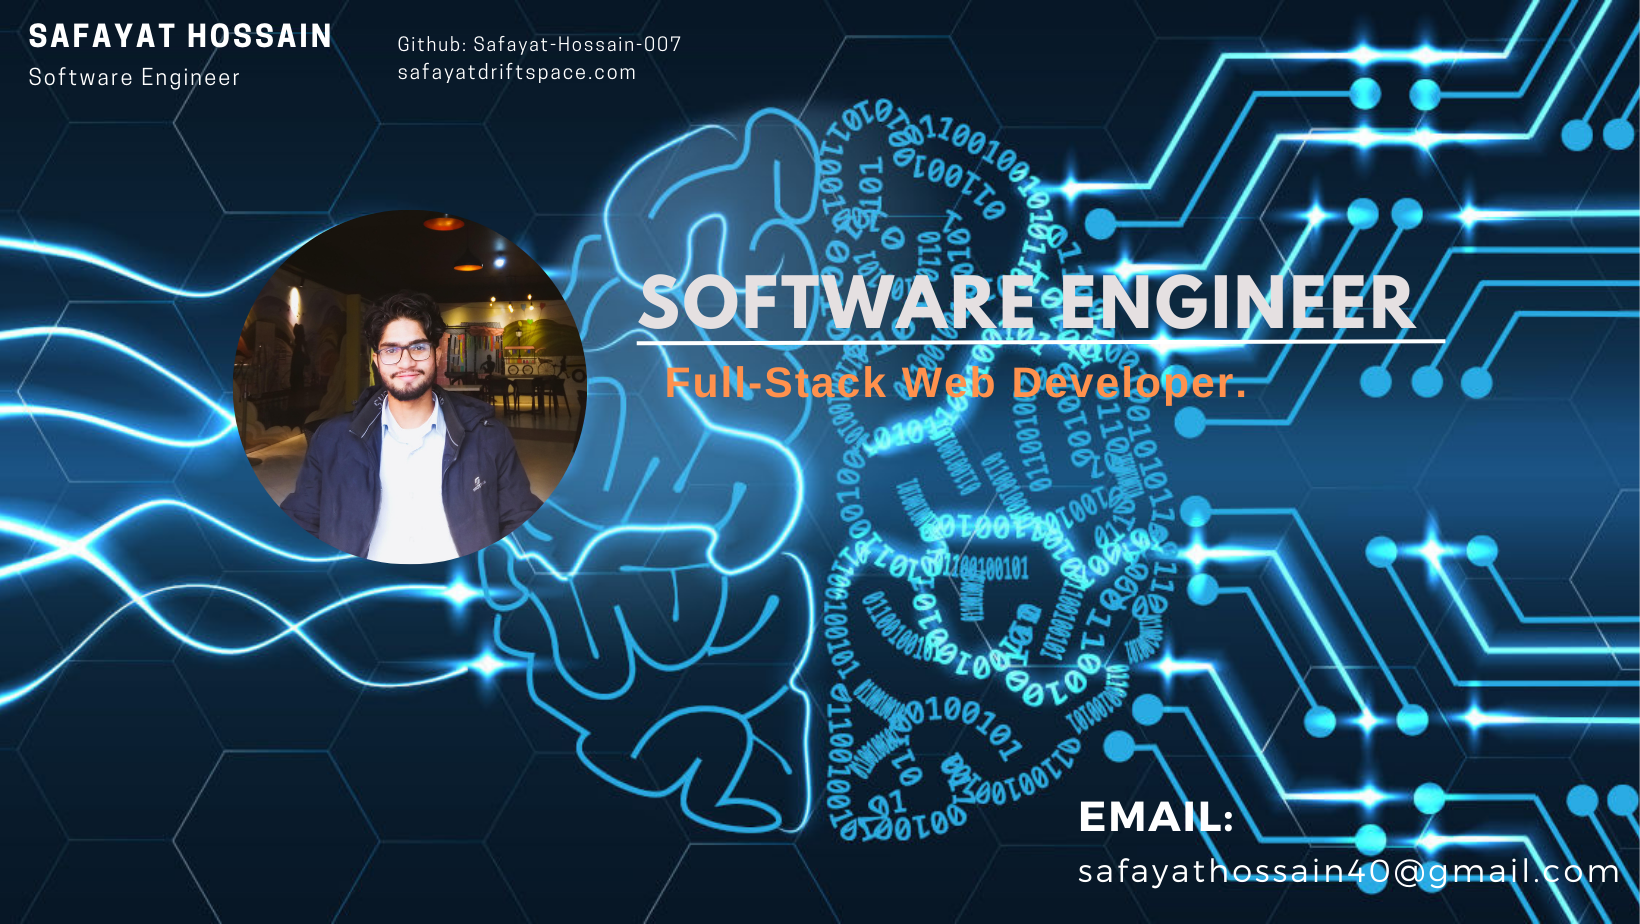 SAFAYAT HOSSAIN
Software Engineer
Github: Safayat-Hossain-007
safayatdriftspace.com
SOFTWARE ENGINEER
Full-Stack Web Developer.
EMAIL:
safayathossain40@gmail.com